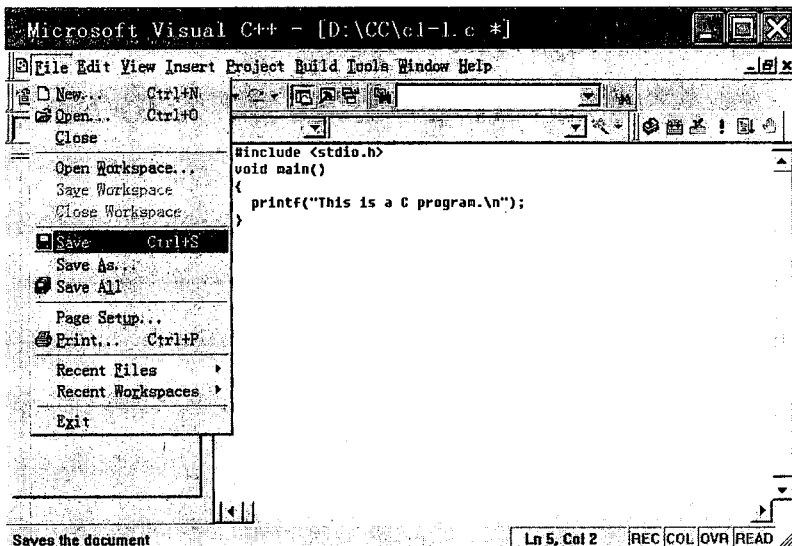 Microsoft Visual C++ - [D:\CC\c1-1.c *]
File Edit View Insert Project Build Tools Window Help
New... Ctrl+N
Open... Ctrl+O
Close
Open Workspace...
Save Workspace
Close Workspace
Save Ctrl+S
Save As...
Save All
Page Setup...
Print... Ctrl+P
Recent Files
Recent Workspaces
Exit
#include <stdio.h>
void main()
{
printf("This is a C program.\n");
}
Saves the document
Ln 5, Col 2 REC COL OVR READ